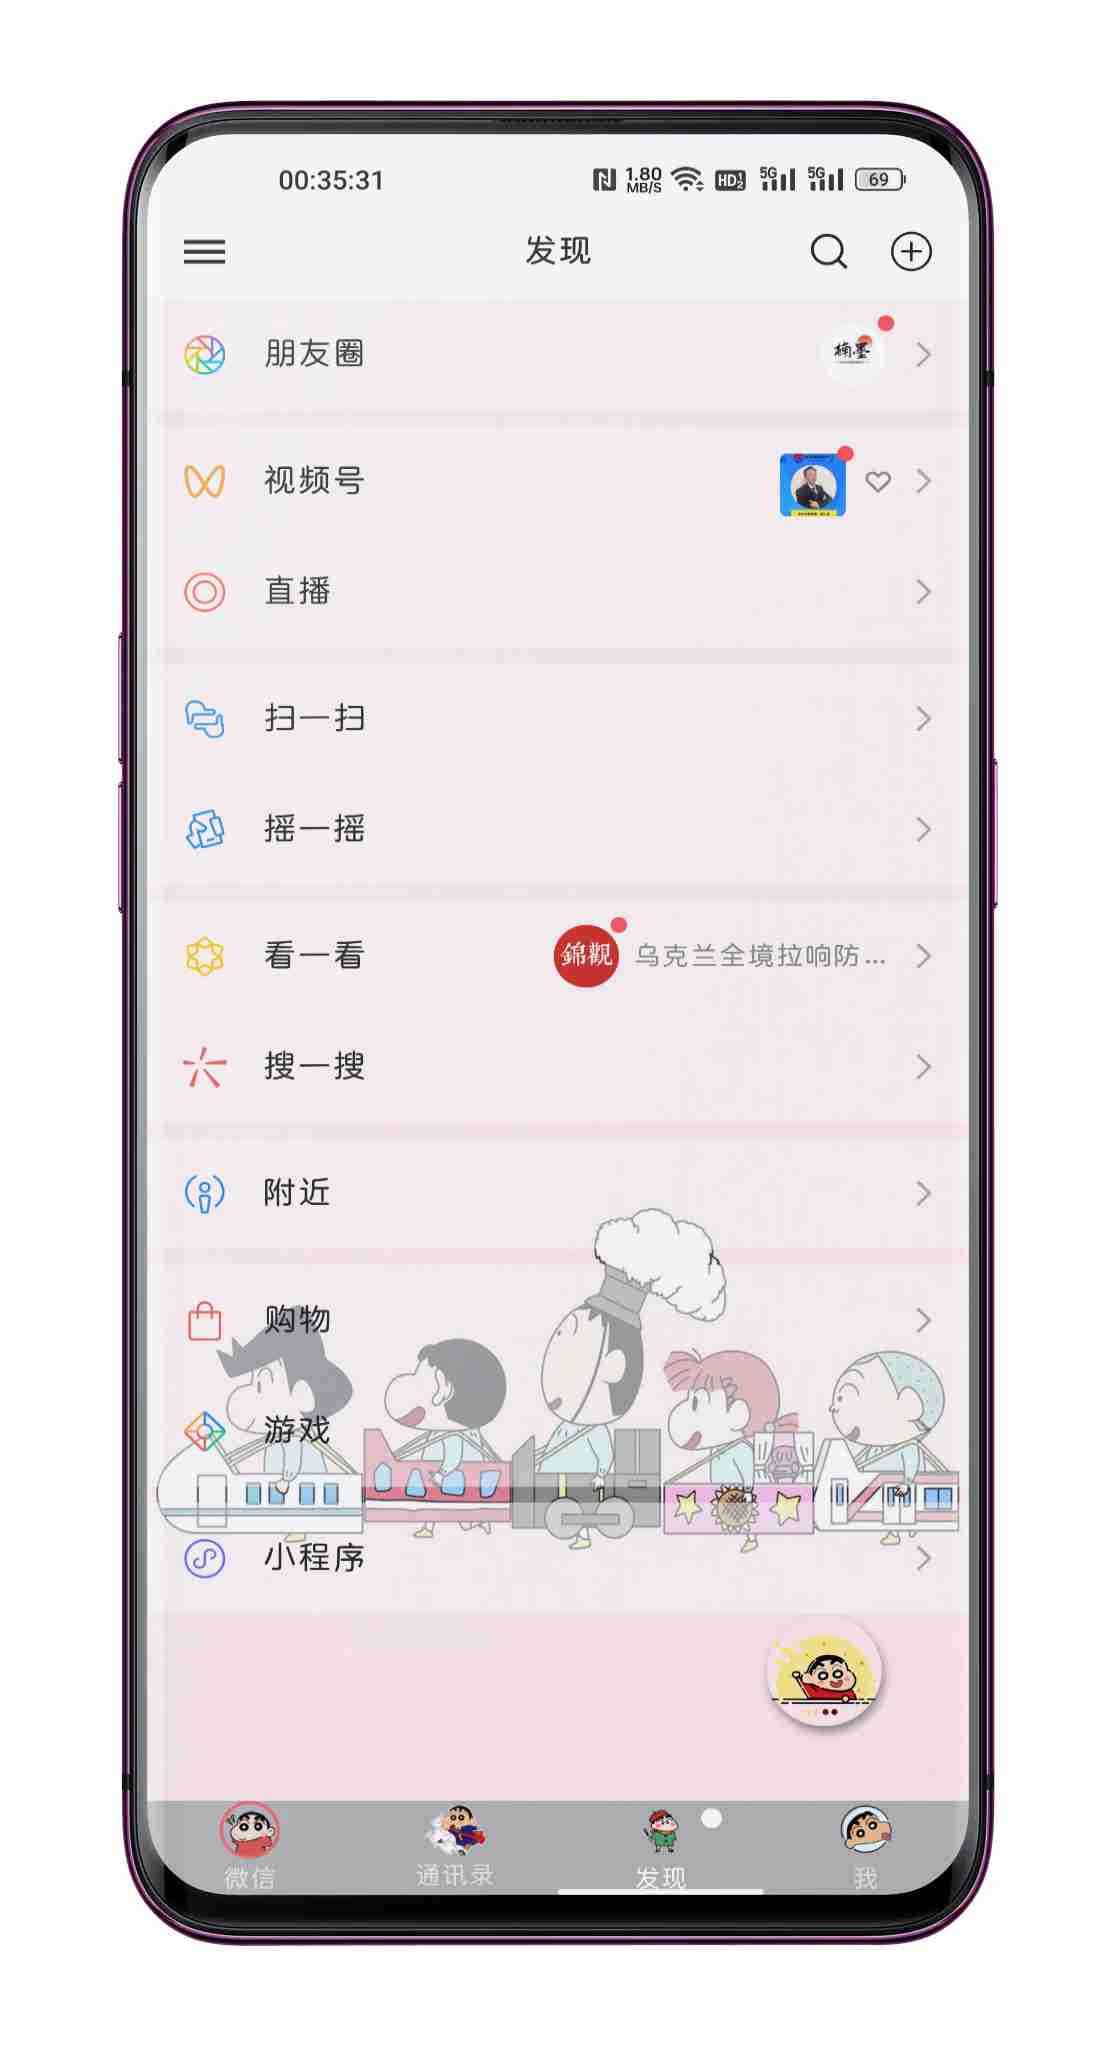 00:35:31 1.80 MB/S HD 1 2 5G 5G 69
发现
朋友圈 楠墨
视频号
直播
扫一扫
摇一摇
看一看 錦觀 乌克兰全境拉响防...
搜一搜
附近
购物
游戏
小程序
微信 通讯录 发现 我